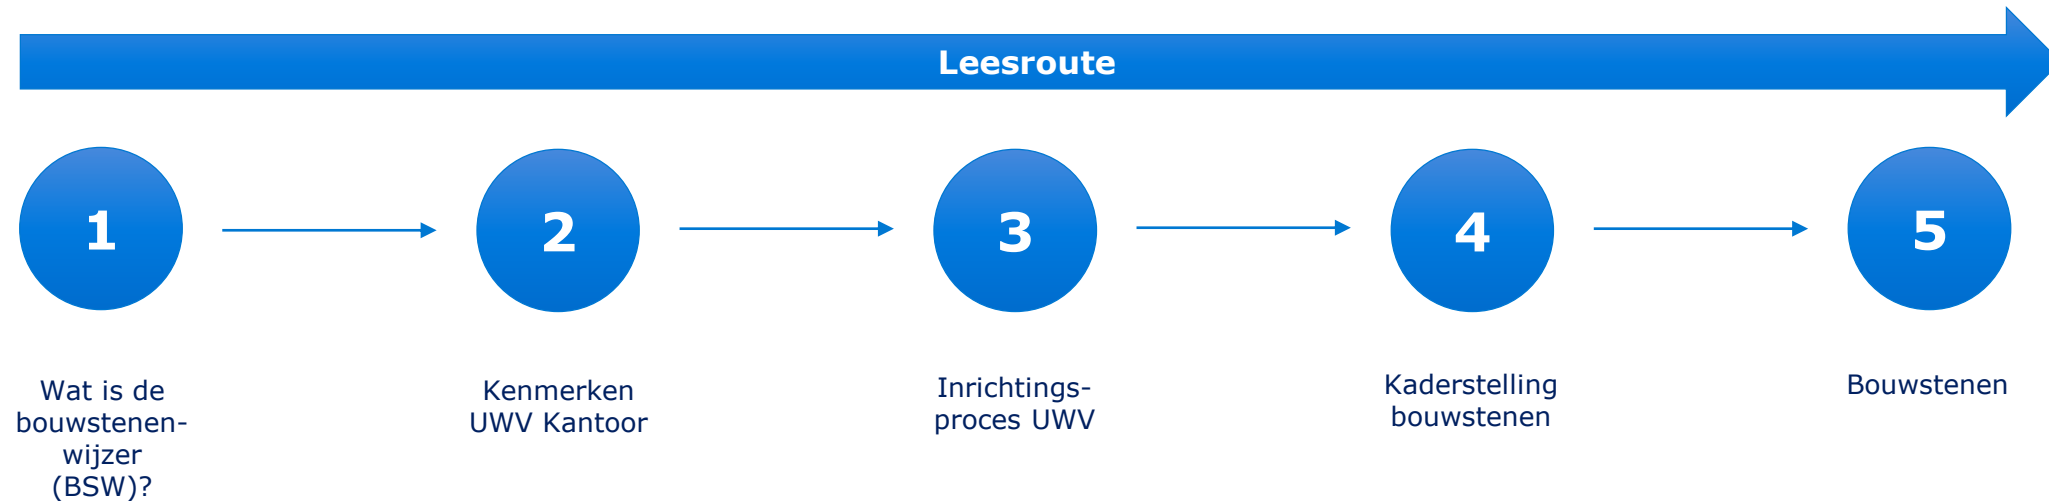 Leesroute
1
2
3
4
5
Wat is de
bouwstenen-
wijzer
(BSW)?
Kenmerken
UWV Kantoor
Inrichtings-
proces UWV
Kaderstelling
bouwstenen
Bouwstenen